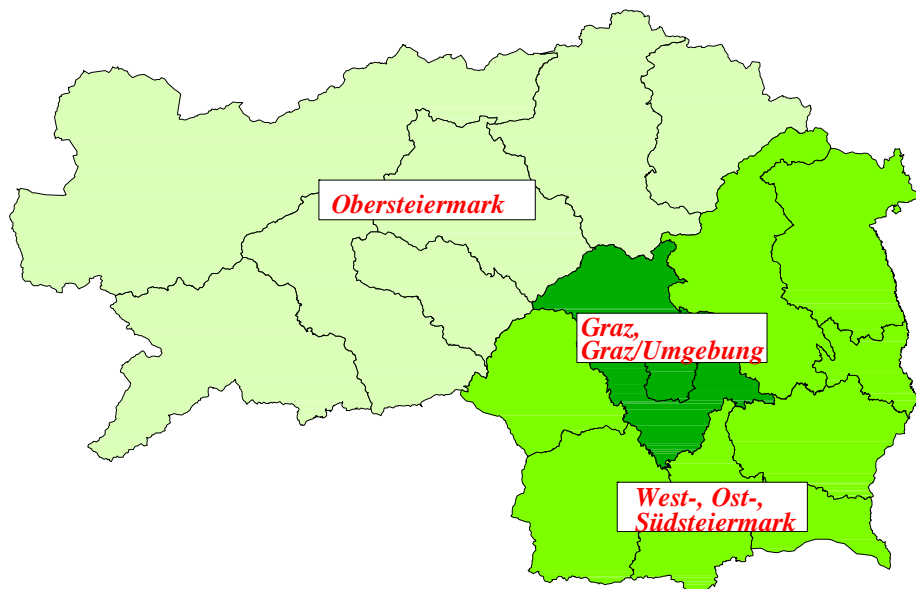 Obersteiermark
Graz,
Graz/Umgebung
West-, Ost-,
Südsteiermark